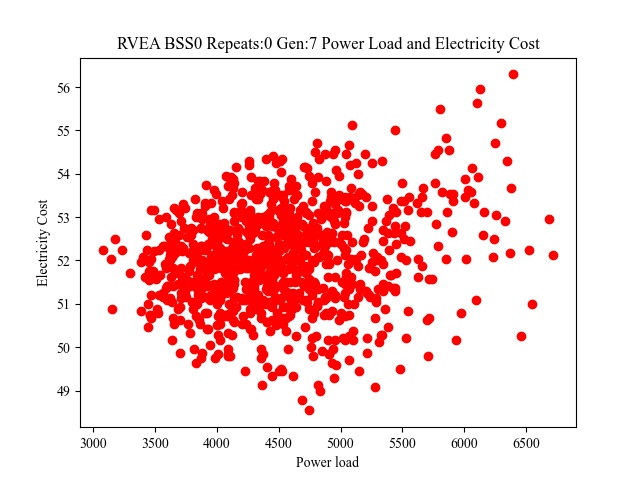 RVEA BSS0 Repeats:0 Gen:7 Power Load and Electricity Cost
Electricity Cost
56
55
54
53
52
51
50
49
3000 3500 4000 4500 5000 5500 6000 6500
Power load